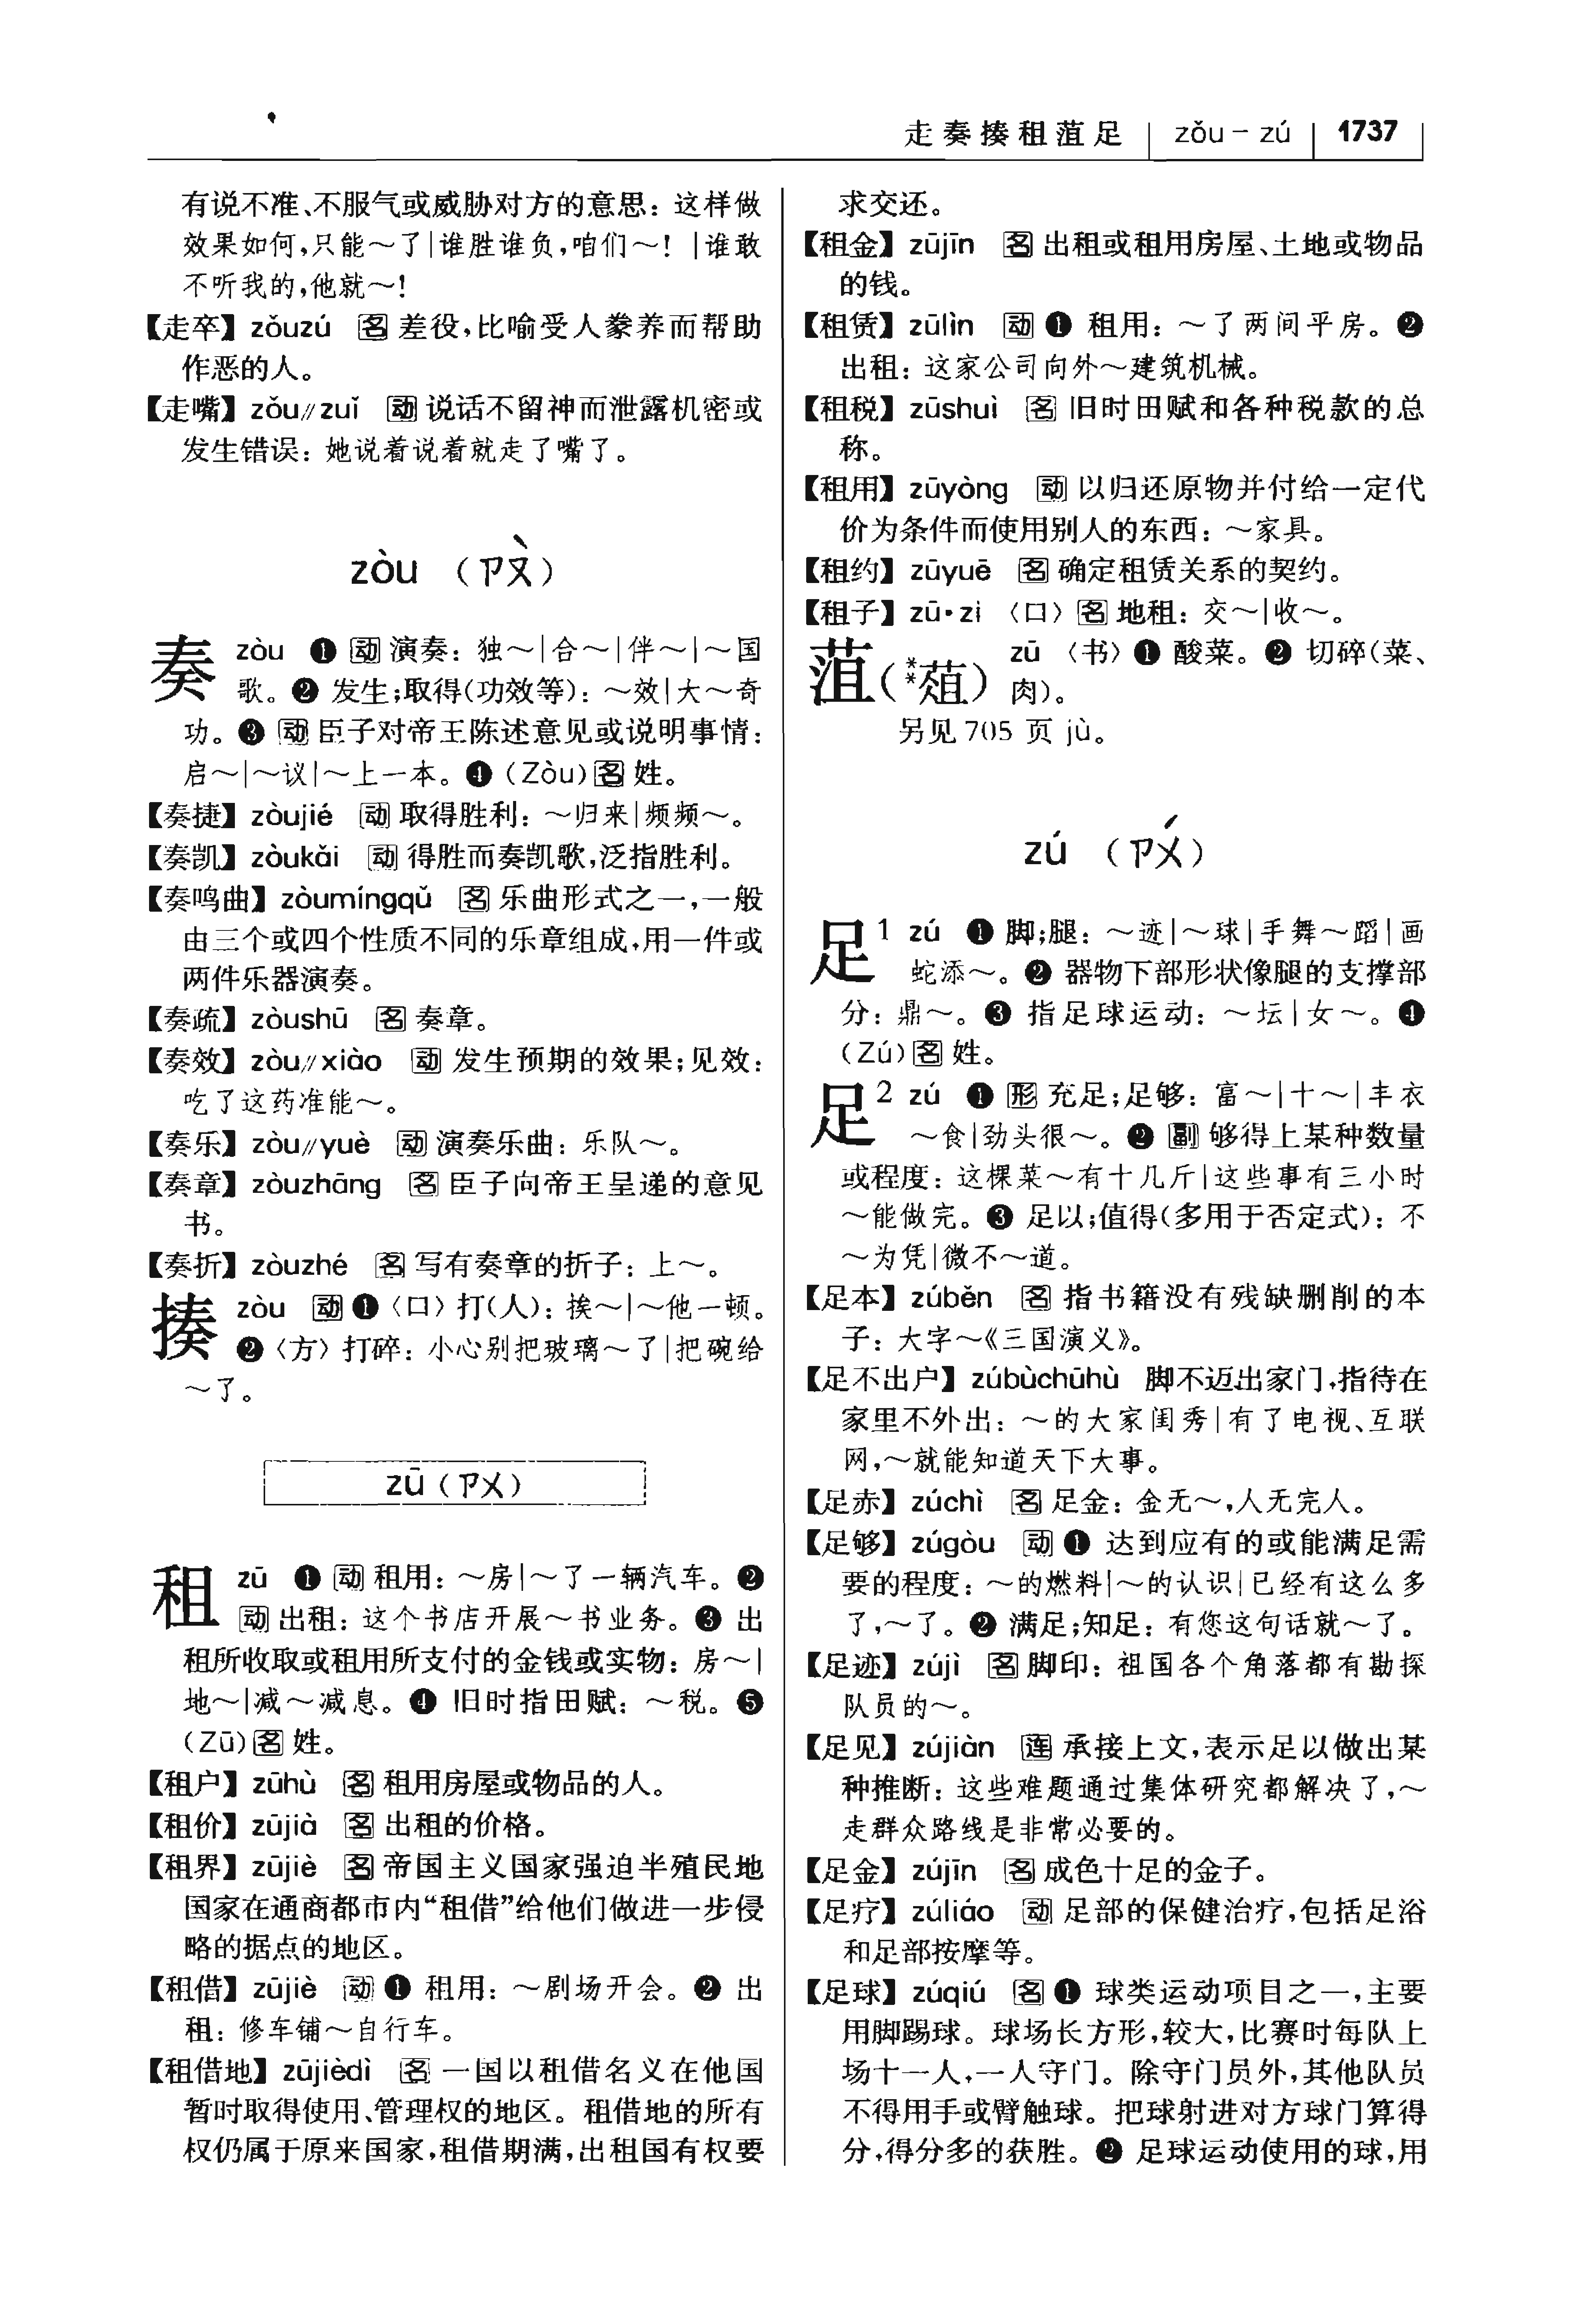 走奏揍租菹足 zǒu－zú 1737
有说不准、不服气或威胁对方的意思：这样做
效果如何，只能～了|谁胜谁负，咱们～！|谁敢
不听我的，他就～！
【走卒】zǒuzú 名 差役，比喻受人豢养而帮助
作恶的人。
【走嘴】zǒu//zuǐ 动 说话不留神而泄露机密或
发生错误：她说着说着就走了嘴了。
zòu （ㄗㄡˋ）
奏 zòu ❶ 动 演奏：独～|合～|伴～|～国
歌。❷ 发生；取得（功效等）：～效|大～奇
功。❸ 动 臣子对帝王陈述意见或说明事情：
启～|～议|～上一本。❹（Zòu）名 姓。
【奏捷】zòujié 动 取得胜利：～归来|频频～。
【奏凯】zòukǎi 动 得胜而奏凯歌，泛指胜利。
【奏鸣曲】zòumíngqǔ 名 乐曲形式之一，一般
由三个或四个性质不同的乐章组成，用一件或
两件乐器演奏。
【奏疏】zòushū 名 奏章。
【奏效】zòu//xiào 动 发生预期的效果；见效：
吃了这药准能～。
【奏乐】zòu//yuè 动 演奏乐曲：乐队～。
【奏章】zòuzhāng 名 臣子向帝王呈递的意见
书。
【奏折】zòuzhé 名 写有奏章的折子：上～。
揍 zòu 动 ❶〈口〉打（人）：挨～|～他一顿。
❷〈方〉打碎：小心别把玻璃～了|把碗给
～了。
zū（ㄗㄨ）
租 zū ❶ 动 租用：～房|～了一辆汽车。❷
动 出租：这个书店开展～书业务。❸ 出
租所收取或租用所支付的金钱或实物：房～|
地～|减～减息。❹ 旧时指田赋：～税。❺
（Zū）名 姓。
【租户】zūhù 名 租用房屋或物品的人。
【租价】zūjià 名 出租的价格。
【租界】zūjiè 名 帝国主义国家强迫半殖民地
国家在通商都市内“租借”给他们做进一步侵
略的据点的地区。
【租借】zūjiè 动 ❶ 租用：～剧场开会。❷ 出
租：修车铺～自行车。
【租借地】zūjièdì 名 一国以租借名义在他国
暂时取得使用、管理权的地区。租借地的所有
权仍属于原来国家，租借期满，出租国有权要
求交还。
【租金】zūjīn 名 出租或租用房屋、土地或物品
的钱。
【租赁】zūlìn 动 ❶ 租用：～了两间平房。❷
出租：这家公司向外～建筑机械。
【租税】zūshuì 名 旧时田赋和各种税款的总
称。
【租用】zūyòng 动 以归还原物并付给一定代
价为条件而使用别人的东西：～家具。
【租约】zūyuē 名 确定租赁关系的契约。
【租子】zū·zi 〈口〉名 地租：交～|收～。
菹（**葅） zū 〈书〉❶ 酸菜。❷ 切碎（菜、
肉）。
另见 705 页 jù。
zú （ㄗㄨˊ）
足1 zú ❶ 脚；腿：～迹|～球|手舞～蹈|画
蛇添～。❷ 器物下部形状像腿的支撑部
分：鼎～。❸ 指足球运动：～坛|女～。❹
（Zú）名 姓。
足2 zú ❶ 形 充足；足够：富～|十～|丰衣
～食|劲头很～。❷ 副 够得上某种数量
或程度：这棵菜～有十几斤|这些事有三小时
～能做完。❸ 足以；值得（多用于否定式）：不
～为凭|微不～道。
【足本】zúběn 名 指书籍没有残缺删削的本
子：大字～《三国演义》。
【足不出户】zúbùchūhù 脚不迈出家门，指待在
家里不外出：～的大家闺秀|有了电视、互联
网，～就能知道天下大事。
【足赤】zúchì 名 足金：金无～，人无完人。
【足够】zúgòu 动 ❶ 达到应有的或能满足需
要的程度：～的燃料|～的认识|已经有这么多
了，～了。❷ 满足；知足：有您这句话就～了。
【足迹】zújì 名 脚印：祖国各个角落都有勘探
队员的～。
【足见】zújiàn 连 承接上文，表示足以做出某
种推断：这些难题通过集体研究都解决了，～
走群众路线是非常必要的。
【足金】zújīn 名 成色十足的金子。
【足疗】zúliáo 动 足部的保健治疗，包括足浴
和足部按摩等。
【足球】zúqiú 名 ❶ 球类运动项目之一，主要
用脚踢球。球场长方形，较大，比赛时每队上
场十一人，一人守门。除守门员外，其他队员
不得用手或臂触球。把球射进对方球门算得
分，得分多的获胜。❷ 足球运动使用的球，用